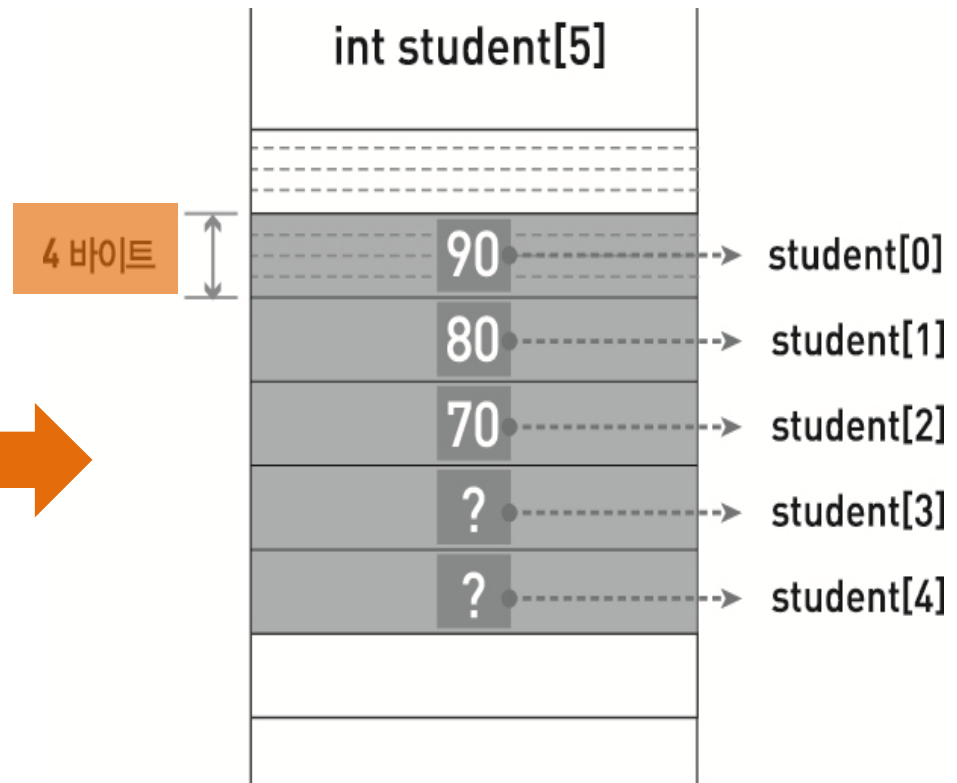 int student[5]
4 바이트
90
student[0]
80
student[1]
70
student[2]
?
student[3]
?
student[4]